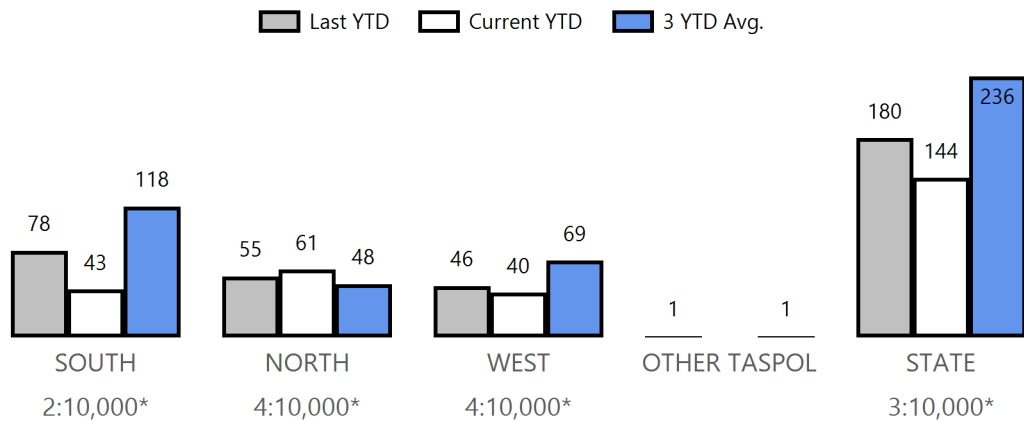 Last YTD Current YTD 3 YTD Avg.
78 43 118
55 61 48
46 40 69
1 1
180 144 236
SOUTH NORTH WEST OTHER TASPOL STATE
2:10,000* 4:10,000* 4:10,000* 3:10,000*